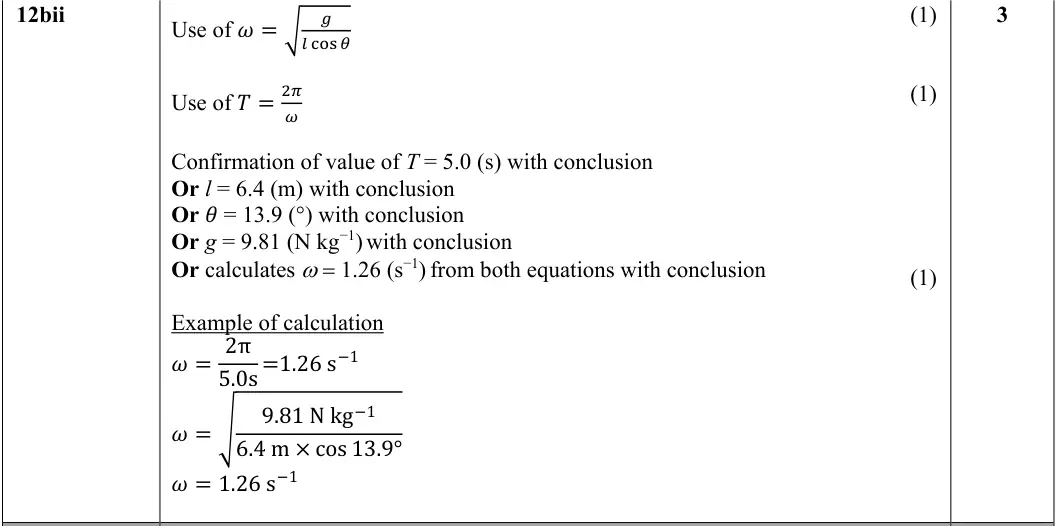 12bii
Use of ω = √(g / (l cos θ)) (1) 3
Use of T = 2π/ω (1)
Confirmation of value of T = 5.0 (s) with conclusion
Or l = 6.4 (m) with conclusion
Or θ = 13.9 (°) with conclusion
Or g = 9.81 (N kg⁻¹) with conclusion
Or calculates ω = 1.26 (s⁻¹) from both equations with conclusion (1)
Example of calculation
ω = 2π/5.0s =1.26 s⁻¹
ω = √(9.81 N kg⁻¹ / (6.4 m × cos 13.9°))
ω = 1.26 s⁻¹